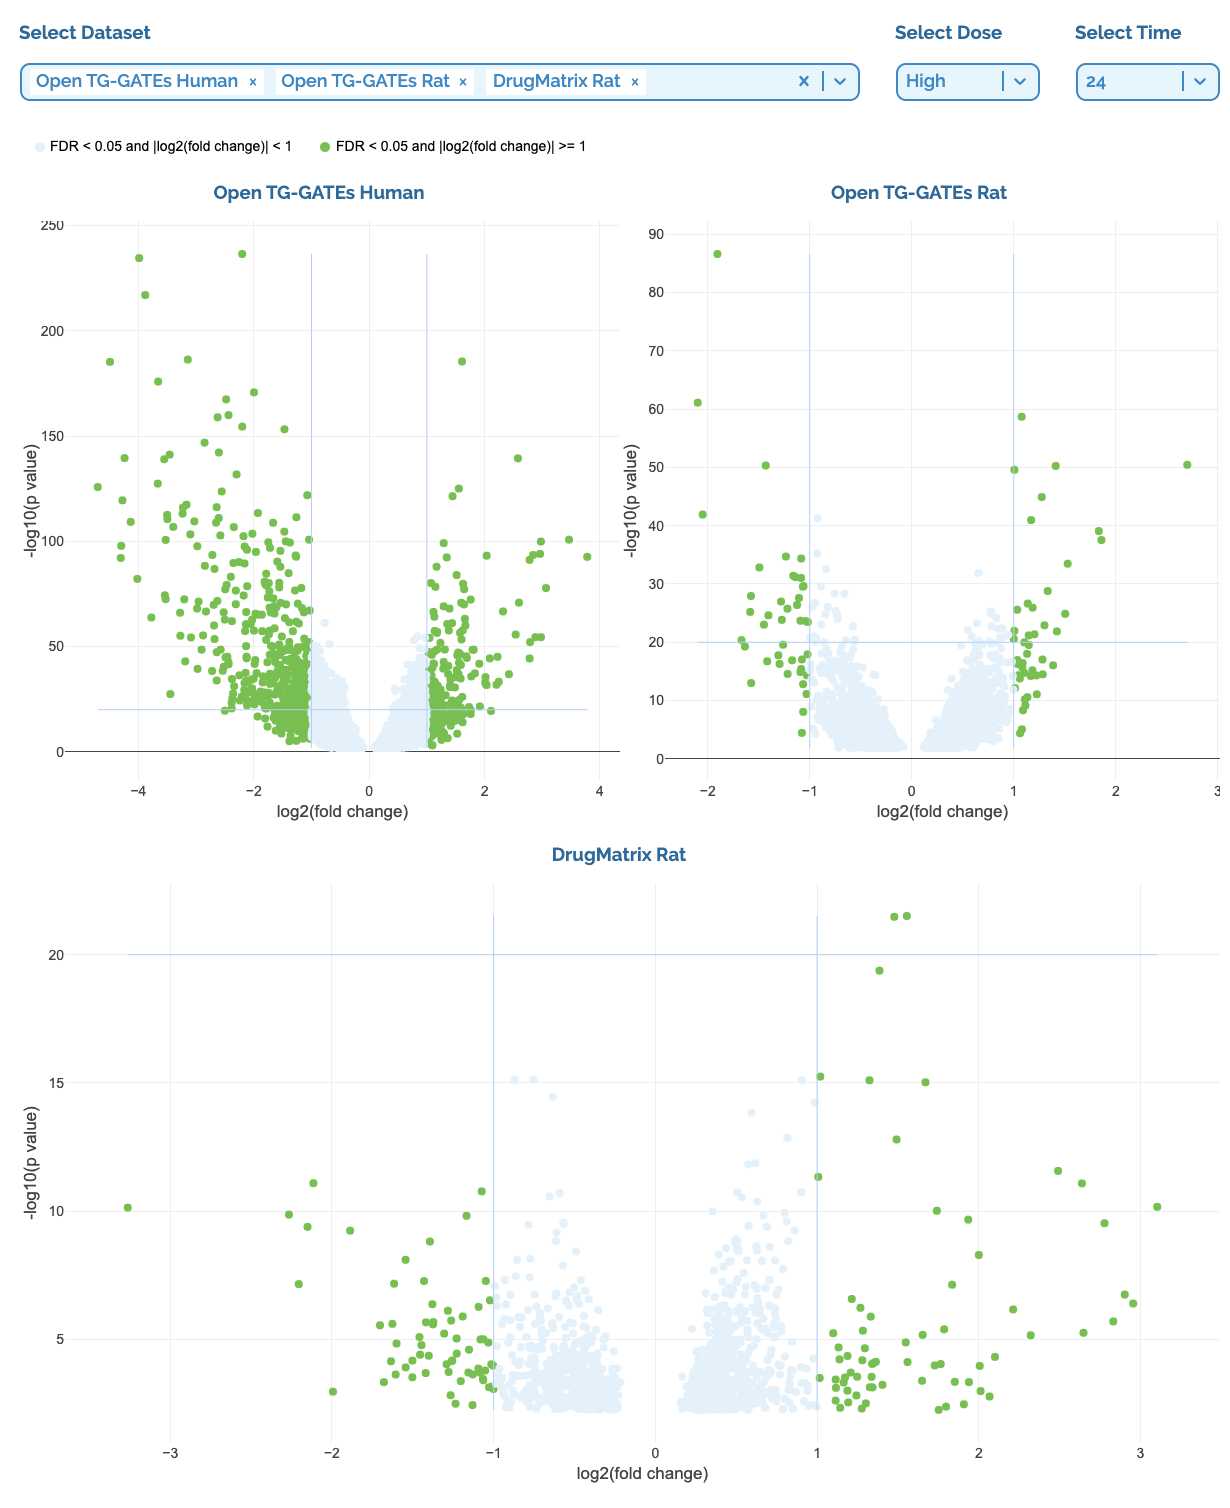 Select Dataset Select Dose Select Time
Open TG-GATEs Human × Open TG-GATEs Rat × DrugMatrix Rat × × High 24
FDR < 0.05 and |log2(fold change)| < 1 FDR < 0.05 and |log2(fold change)| >= 1
Open TG-GATEs Human
250
200
150
100
50
0
-log10(p value)
−4 −2 0 2 4
log2(fold change)
Open TG-GATEs Rat
90
80
70
60
50
40
30
20
10
0
-log10(p value)
−2 −1 0 1 2 3
log2(fold change)
DrugMatrix Rat
20
15
10
5
-log10(p value)
−3 −2 −1 0 1 2 3
log2(fold change)